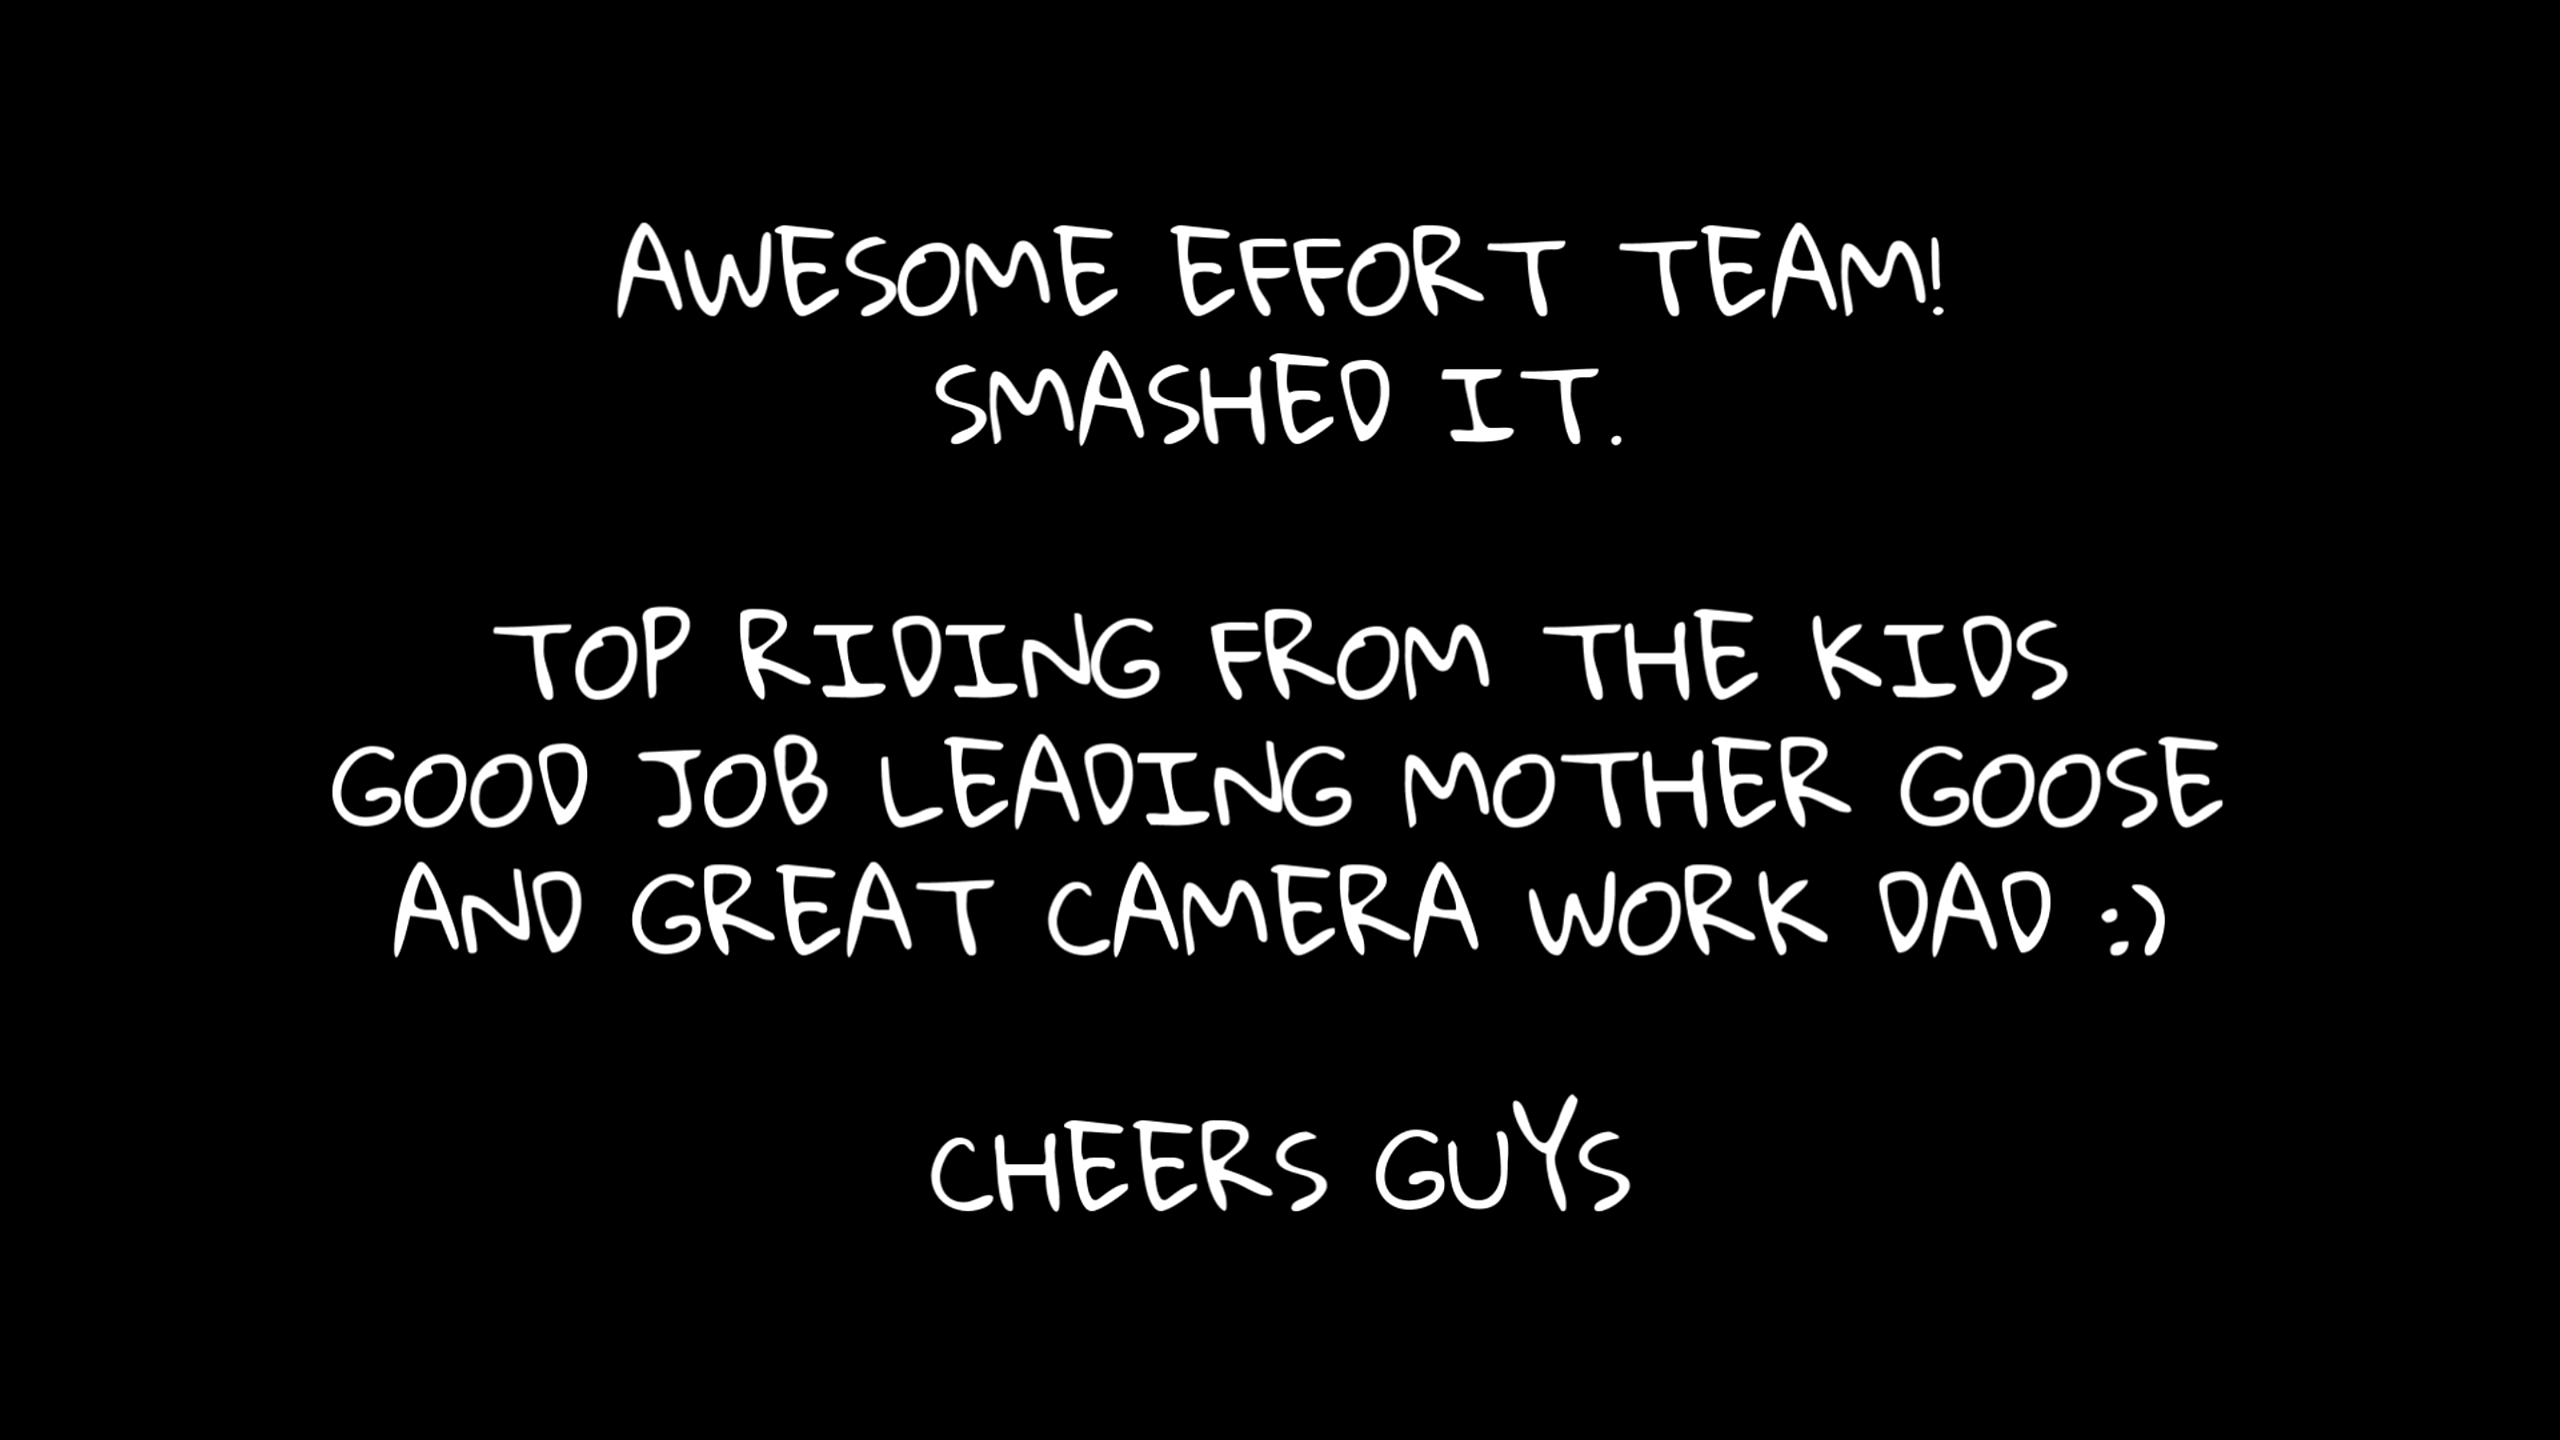 AWESOME EFFORT TEAM!
SMASHED IT.
TOP RIDING FROM THE KIDS
GOOD JOB LEADING MOTHER GOOSE
AND GREAT CAMERA WORK DAD :)
CHEERS GUYS